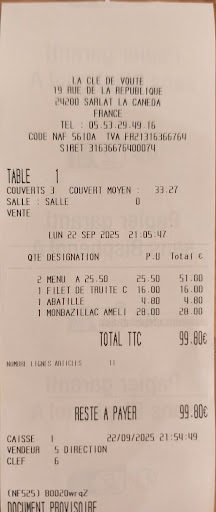 LA CLE DE VOUTE
19 RUE DE LA REPUBLIQUE
24200 SARLAT LA CANEDA
FRANCE
TEL : 05.53.29.49.16
CODE NAF 5610A TVA FR21316366764
SIRET 31636676400074
TABLE 1
COUVERTS 3 COUVERT MOYEN : 33.27
SALLE : SALLE 0
VENTE
LUN 22 SEP 2025 21:05:47
QTE DESIGNATION P.U Total €
2 MENU A 25.50 25.50 51.00
1 FILET DE TRUITE C 16.00 16.00
1 ABATILLE 4.80 4.80
1 MONBAZILLAC AMELI 28.00 28.00
TOTAL TTC 99.80€
NOMBRE LIGNES ARTICLES 11
RESTE A PAYER 99.80€
CAISSE 1 22/09/2025 21:54:49
VENDEUR 5 DIRECTION
CLEF 6
(NF525) B0020wrqZ
DOCUMENT PROVISOIRE